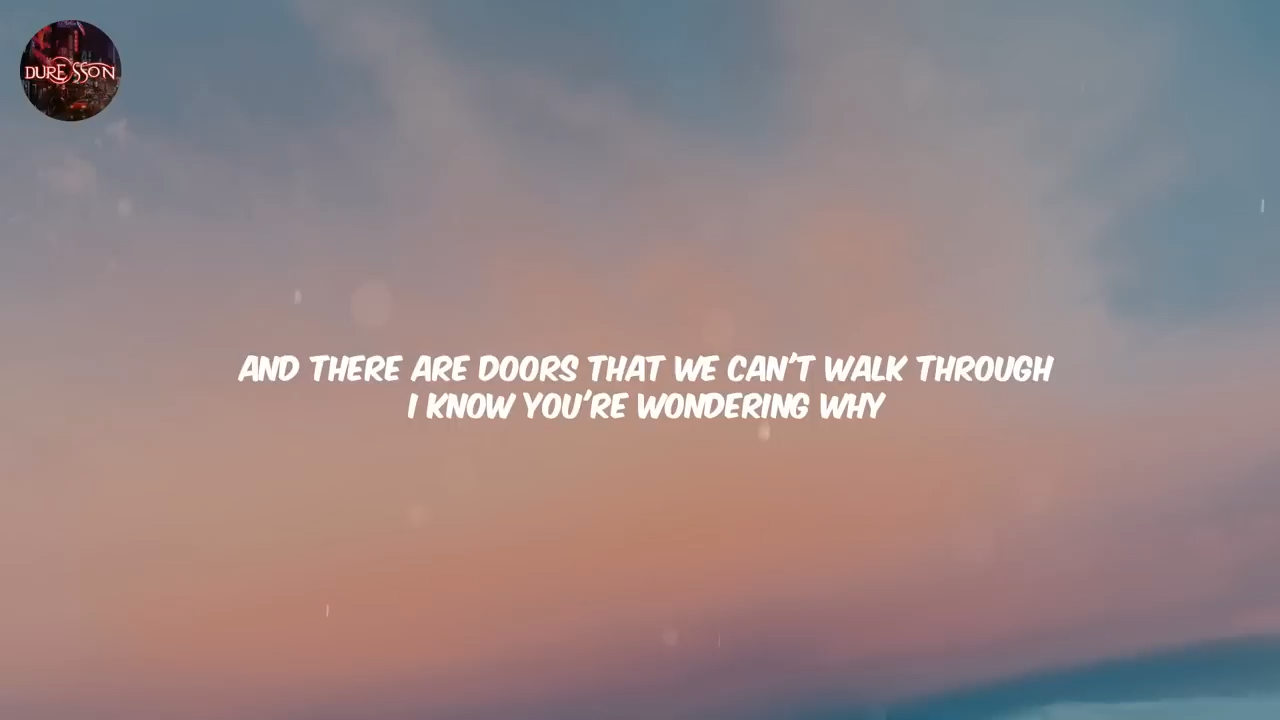 DURESSON
AND THERE ARE DOORS THAT WE CAN'T WALK THROUGH
I KNOW YOU'RE WONDERING WHY